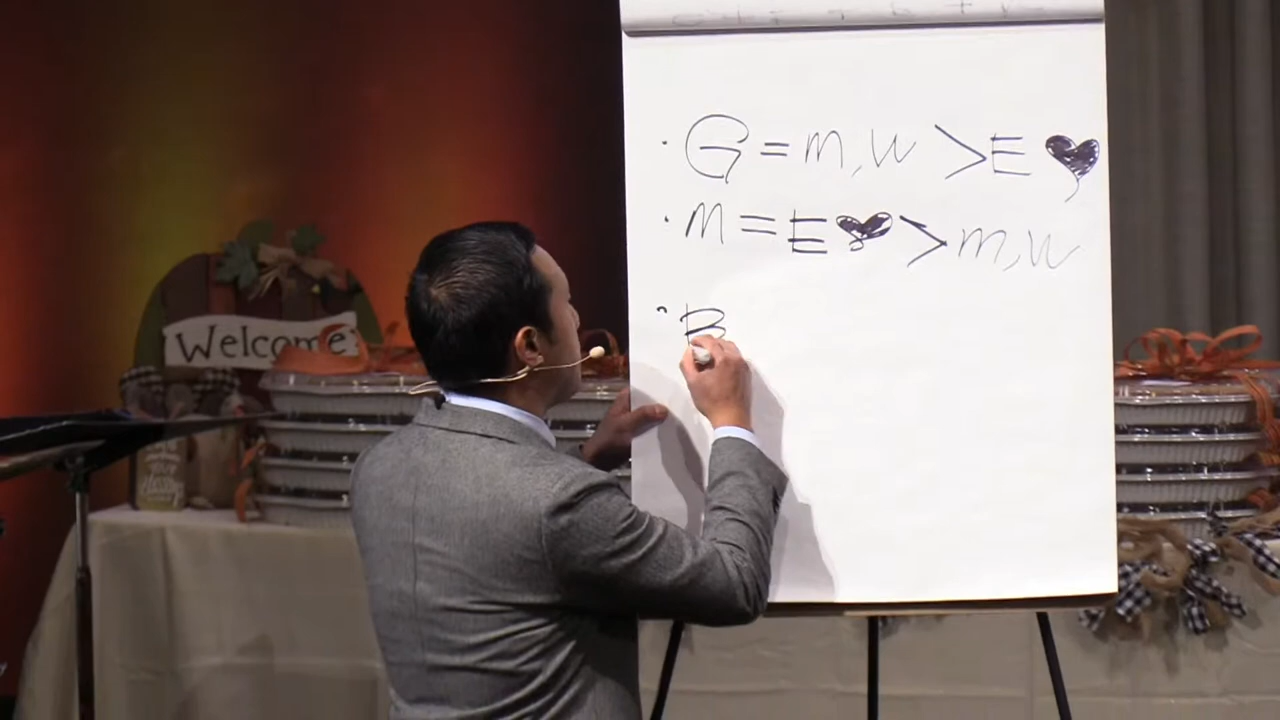 · G = m, W > E ♥
· M = E ♥ > m, w
· B
Welcome